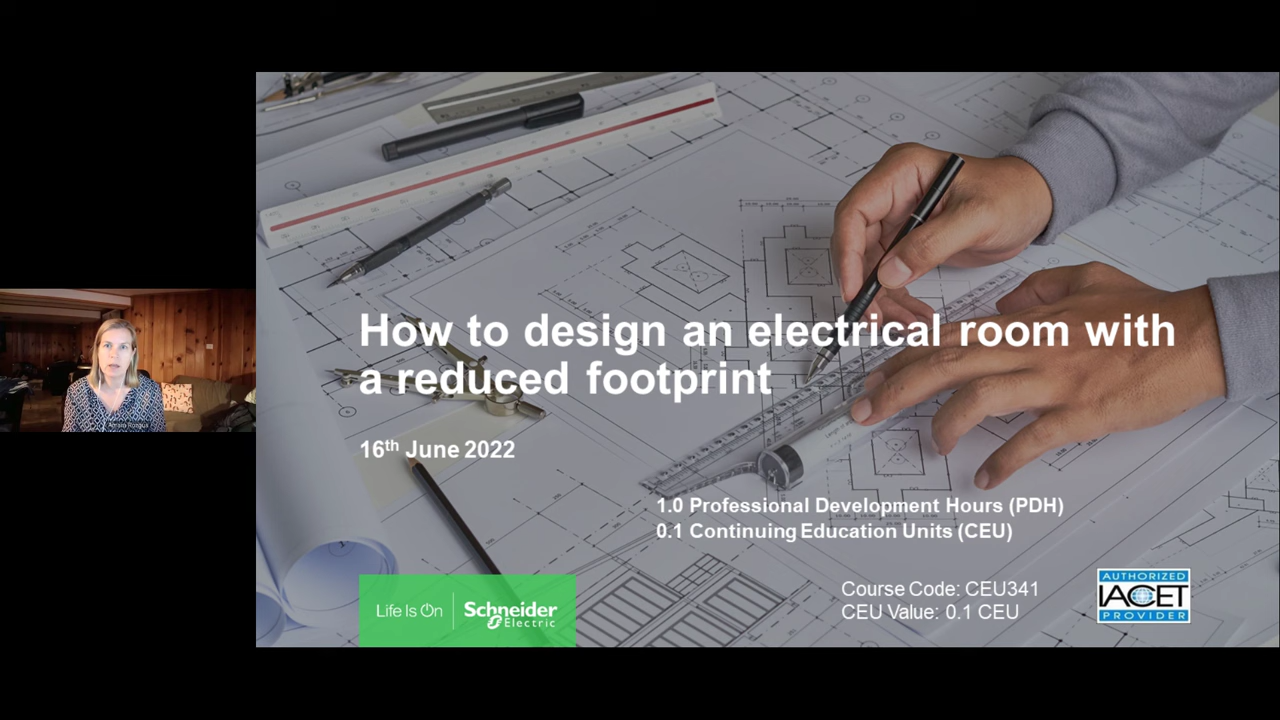 How to design an electrical room with
a reduced footprint
16th June 2022
1.0 Professional Development Hours (PDH)
0.1 Continuing Education Units (CEU)
Life Is On
Schneider
Electric
Course Code: CEU341
CEU Value: 0.1 CEU
AUTHORIZED
IACET
PROVIDER